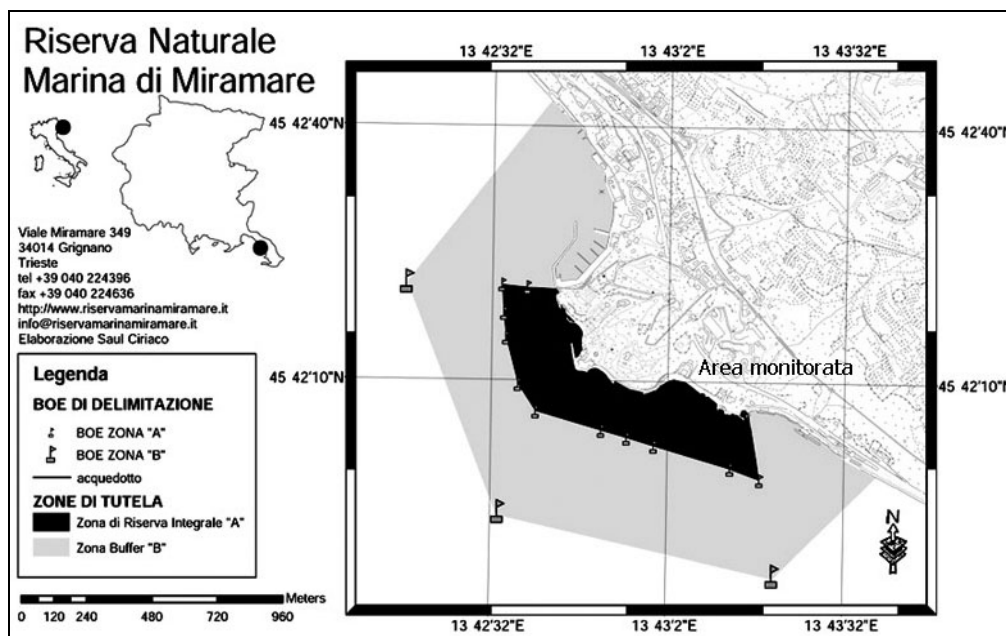 Riserva Naturale
Marina di Miramare
Viale Miramare 349
34014 Grignano
Trieste
tel +39 040 224396
fax +39 040 224636
http://www.riservamarinamiramare.it
info@riservamarinamiramare.it
Elaborazione Saul Ciriaco
Legenda
BOE DI DELIMITAZIONE
BOE ZONA "A"
BOE ZONA "B"
acquedotto
ZONE DI TUTELA
Zona di Riserva Integrale "A"
Zona Buffer "B"
Meters
0 120 240 480 720 960
13 42'32"E 13 43'2"E 13 43'32"E
45 42'40"N 45 42'40"N
Area monitorata
45 42'10"N 45 42'10"N
N
13 42'32"E 13 43'2"E 13 43'32"E